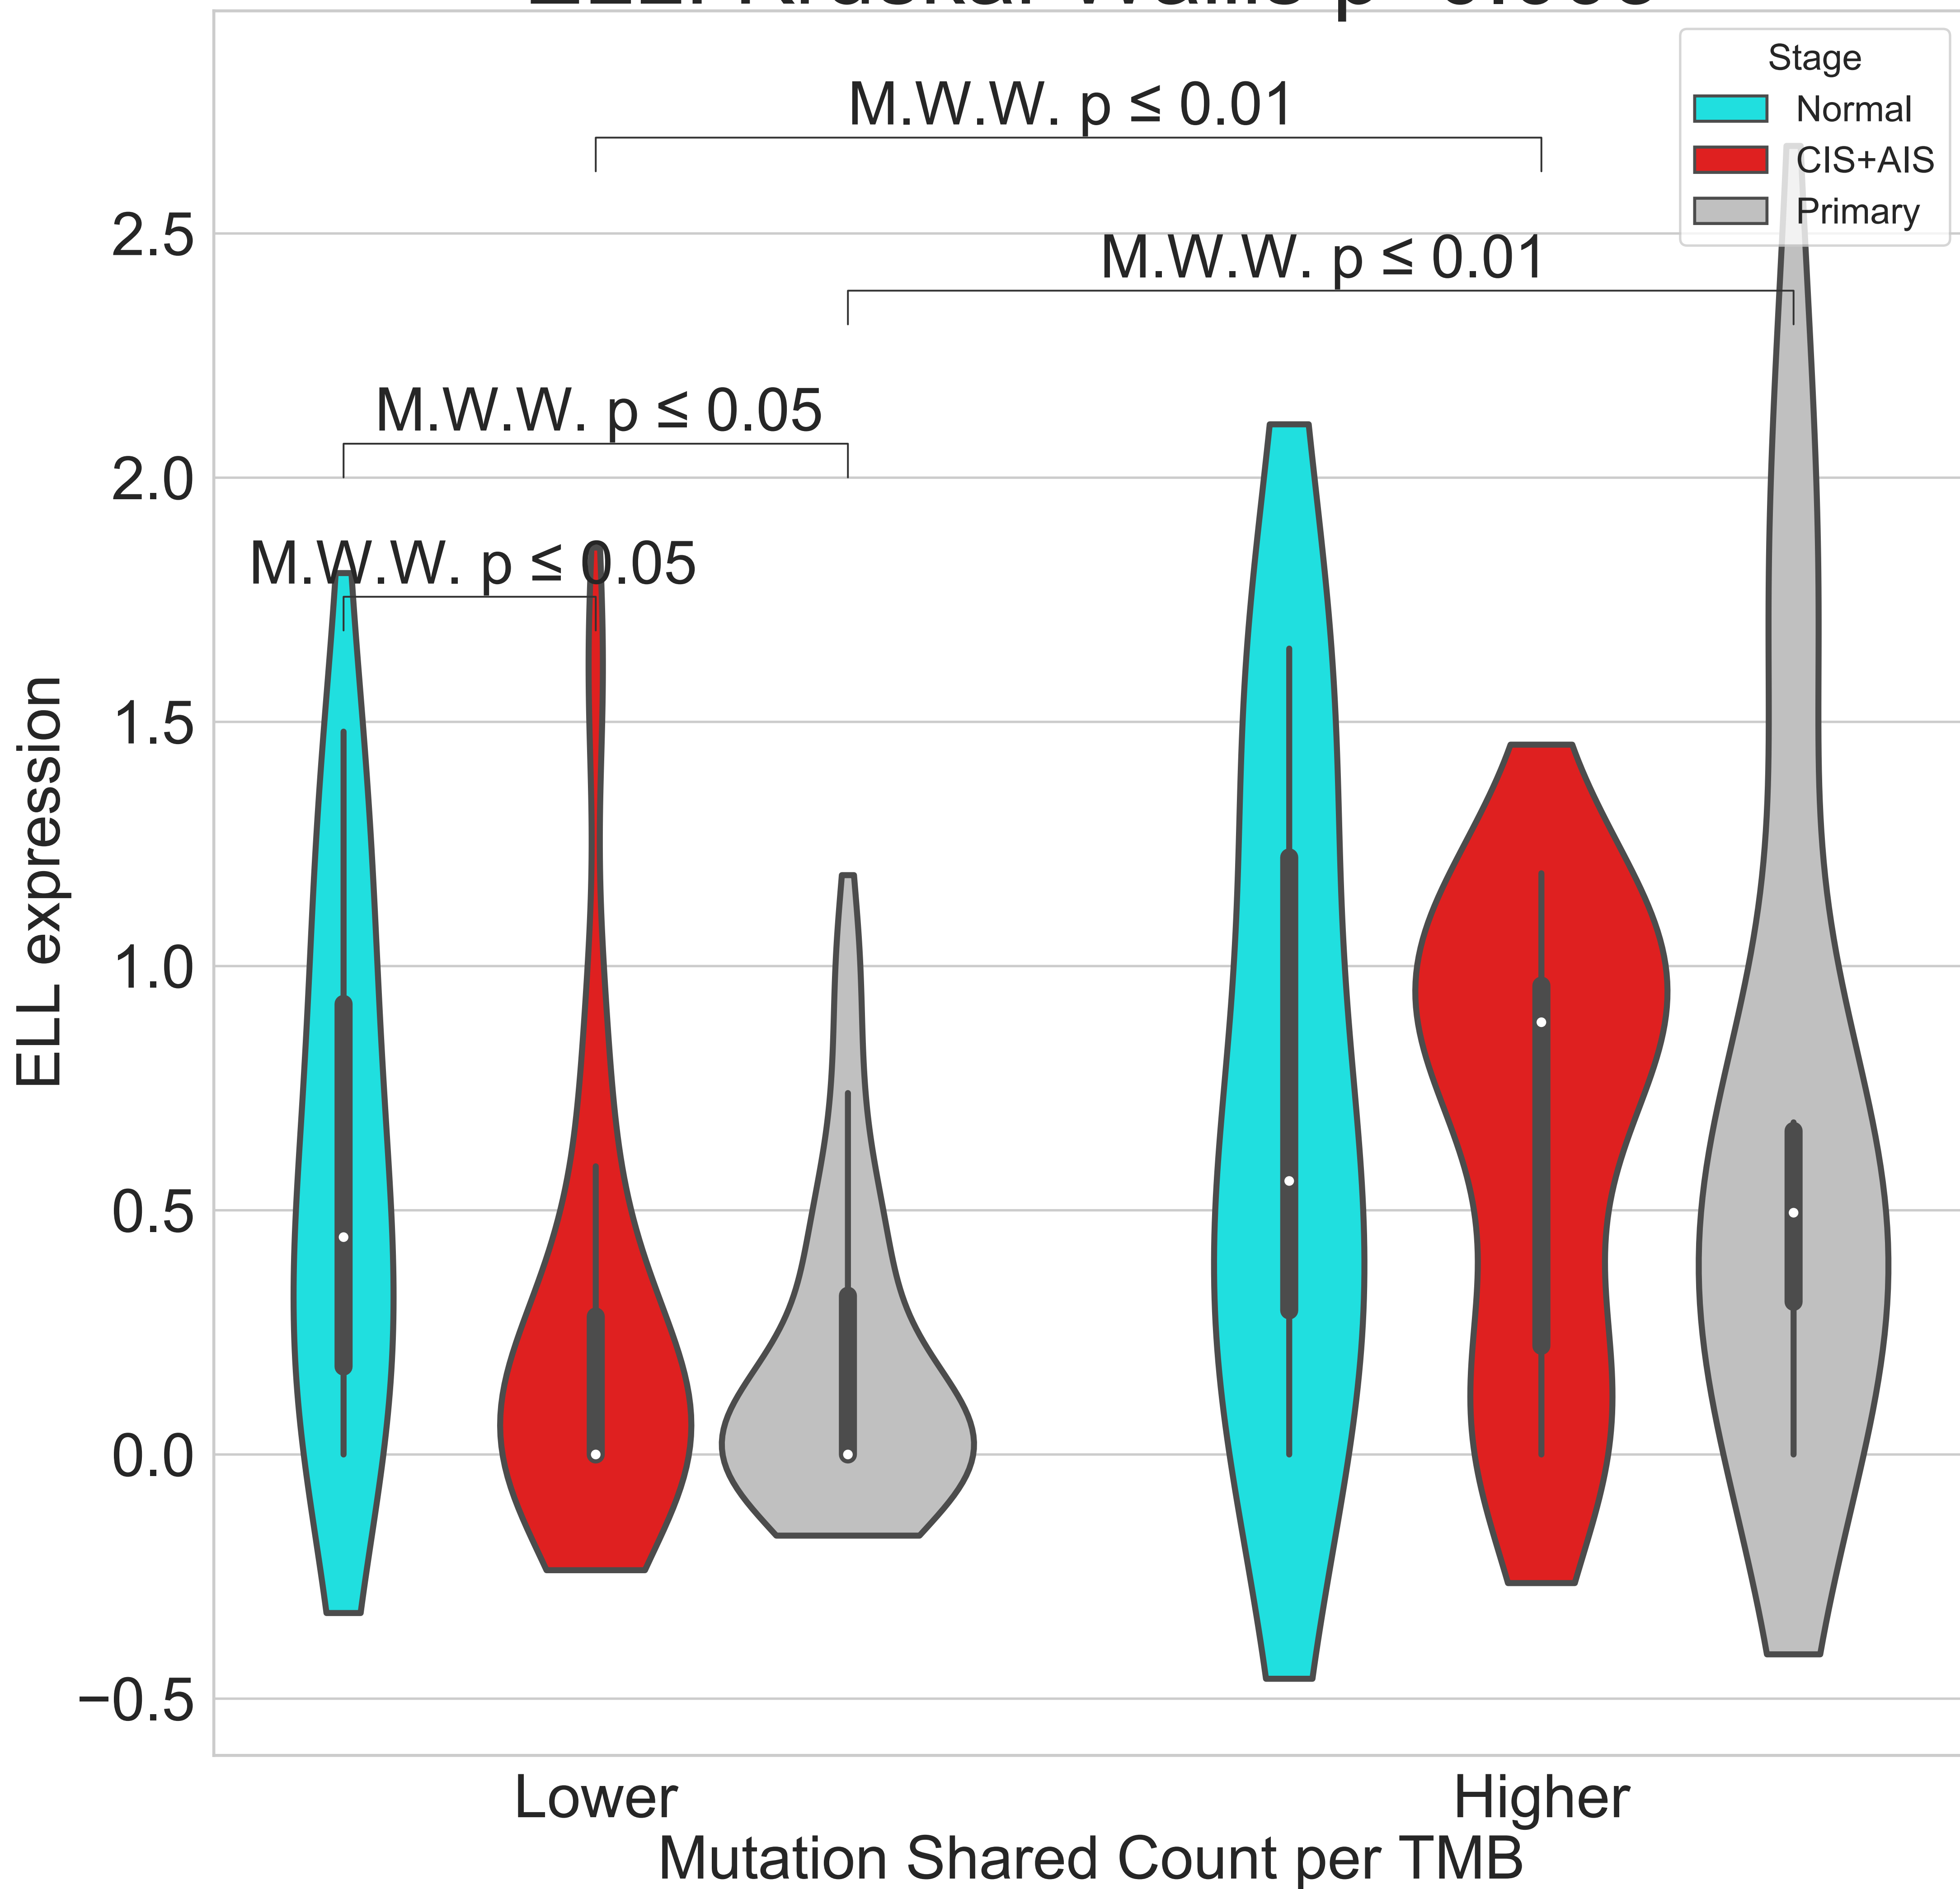 M.W.W. p ≤ 0.01
Stage
Normal
CIS+AIS
Primary
M.W.W. p ≤ 0.01
M.W.W. p ≤ 0.05
M.W.W. p ≤ 0.05
2.5
2.0
1.5
1.0
0.5
0.0
−0.5
ELL expression
Lower
Higher
Mutation Shared Count per TMB